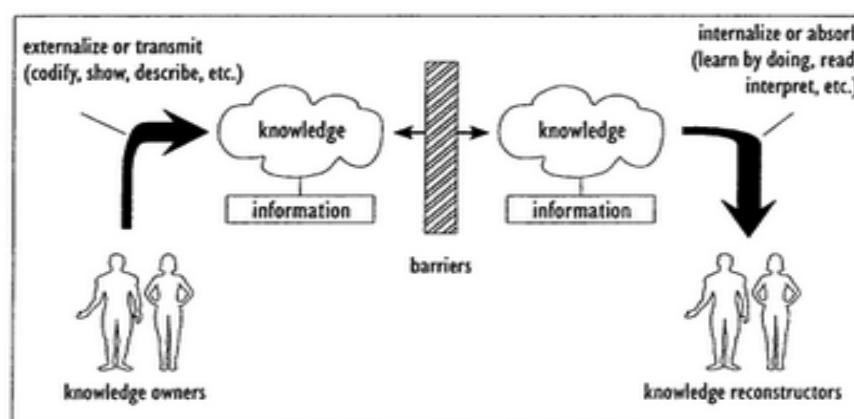 externalize or transmit
(codify, show, describe, etc.)
internalize or absorb
(learn by doing, read
interpret, etc.)
knowledge
knowledge
information
information
barriers
knowledge owners
knowledge reconstructors